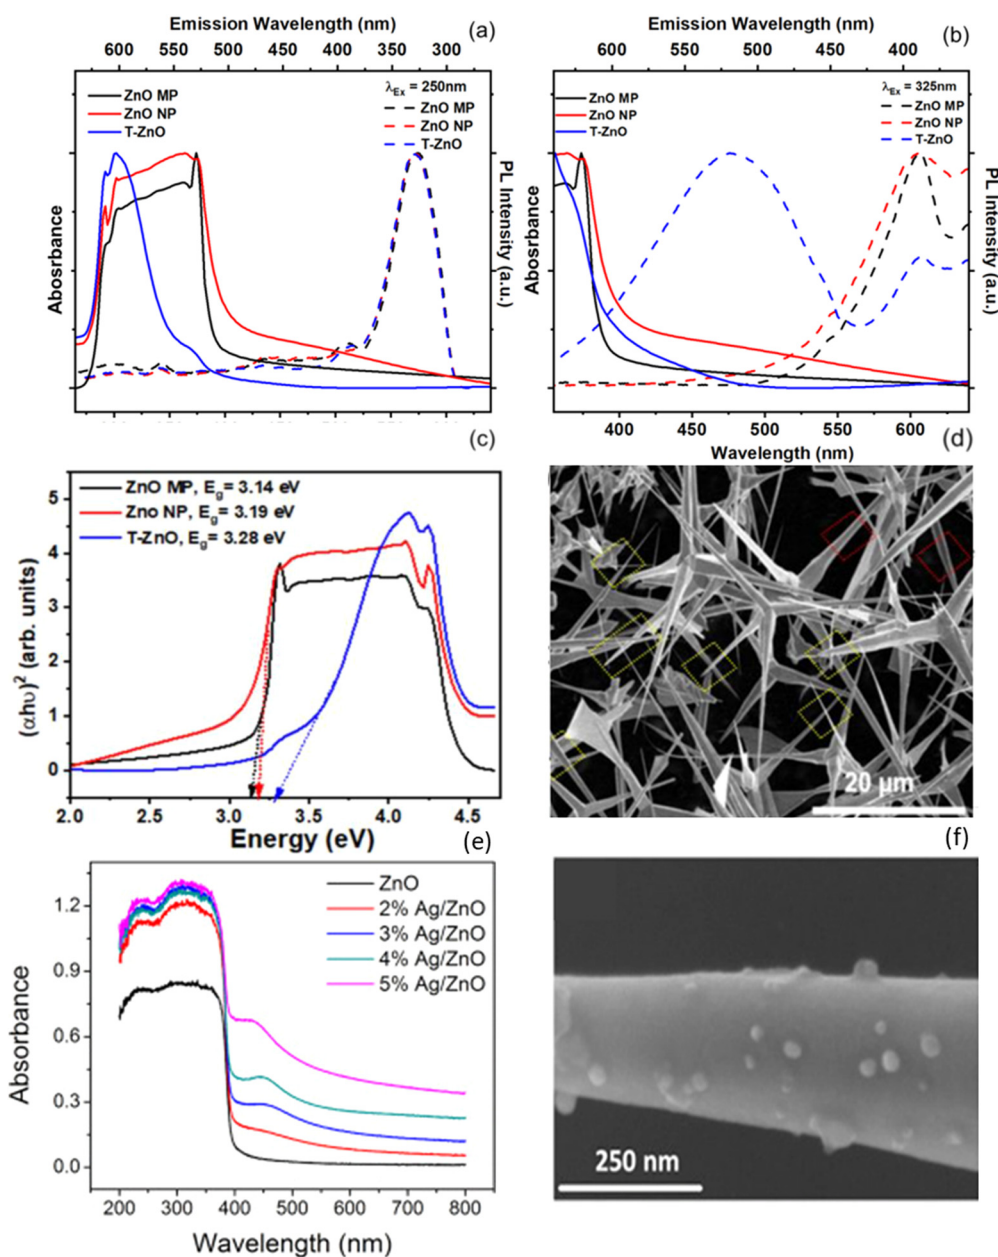 Emission Wavelength (nm)
600 550 500 450 400 350 300
(a)
λEx = 250nm
ZnO MP
ZnO NP
T-ZnO
ZnO MP
ZnO NP
T-ZnO
Abosrbance
PL Intensity (a.u.)
Emission Wavelength (nm)
600 540 480 420 390
(b)
λEx = 325nm
ZnO MP
ZnO NP
T-ZnO
ZnO MP
ZnO NP
T-ZnO
Abosrbance
PL Intensity (a.u.)
400 450 500 550 600
Wavelength (nm)
(c)
ZnO MP, Eg= 3.14 eV
Zno NP, Eg= 3.19 eV
T-ZnO, Eg= 3.28 eV
(αhυ)2 (arb. units)
5
4
3
2
1
0
2.0 2.5 3.0 3.5 4.0 4.5
Energy (eV)
(d)
20 µm
(e)
ZnO
2% Ag/ZnO
3% Ag/ZnO
4% Ag/ZnO
5% Ag/ZnO
Absorbance
1.2
0.9
0.6
0.3
0.0
200 300 400 500 600 700 800
Wavelength (nm)
(f)
250 nm